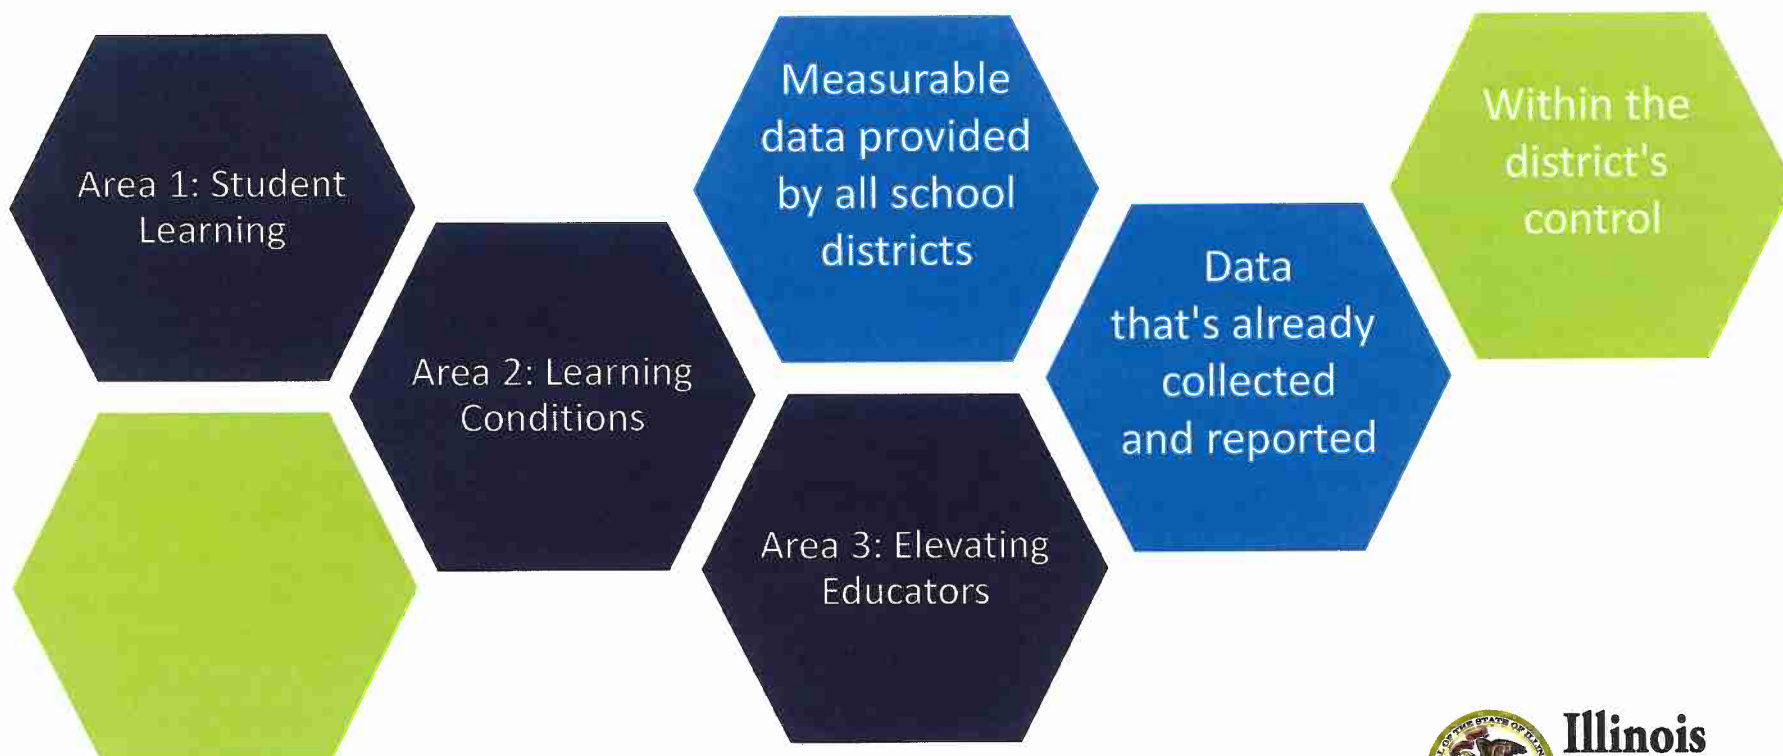 Area 1: Student
Learning
Area 2: Learning
Conditions
Measurable
data provided
by all school
districts
Area 3: Elevating
Educators
Data
that's already
collected
and reported
Within the
district's
control
Illinois